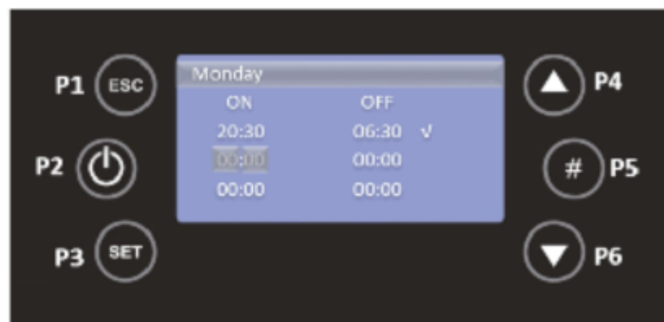 P1 ESC
Monday
P4
ON OFF
20:30 06:30 √
P2
00:00 00:00
# P5
00:00 00:00
P3 SET
P6